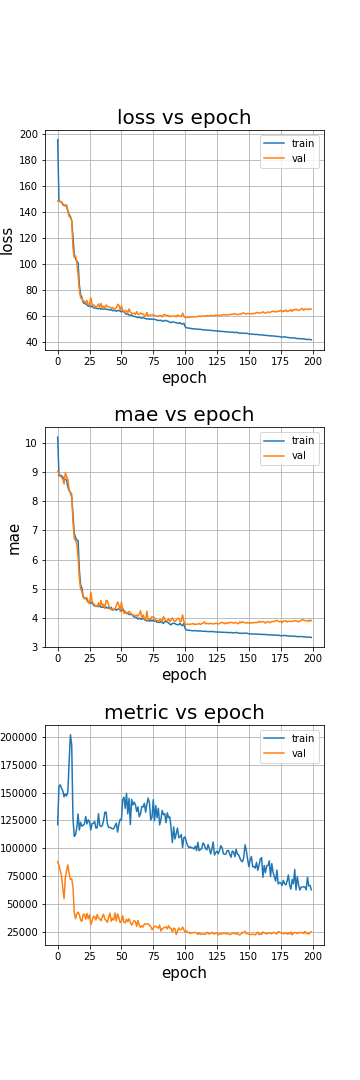 loss vs epoch
200
180
160
140
120
100
80
60
40
loss
train
val
0 25 50 75 100 125 150 175 200
epoch
mae vs epoch
10
9
8
7
6
5
4
3
mae
train
val
0 25 50 75 100 125 150 175 200
epoch
metric vs epoch
200000
175000
150000
125000
100000
75000
50000
25000
train
val
0 25 50 75 100 125 150 175 200
epoch